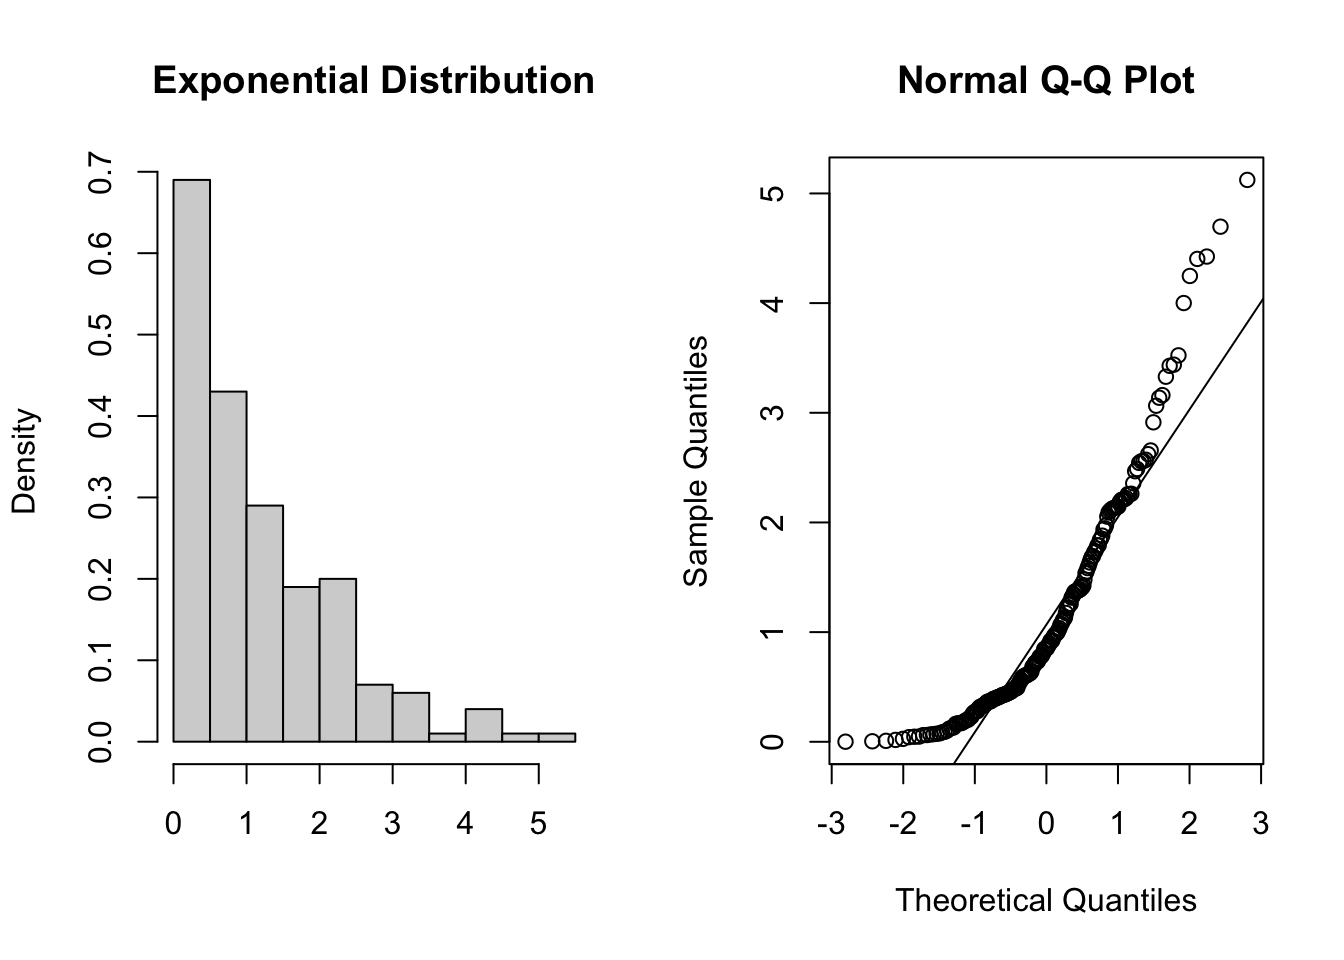 Exponential Distribution
Density
0.0 0.1 0.2 0.3 0.4 0.5 0.6 0.7
0 1 2 3 4 5
Normal Q-Q Plot
Sample Quantiles
0 1 2 3 4 5
-3 -2 -1 0 1 2 3
Theoretical Quantiles